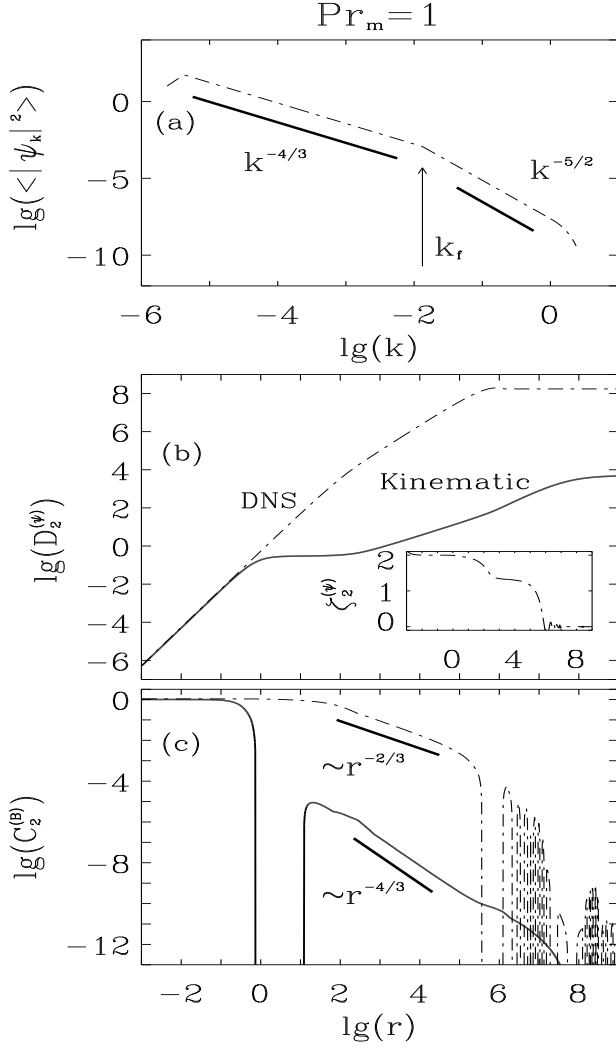 Pr_m=1
lg(<|ψ_k|²>)
0
−5
−10
(a)
k^{−4/3}
k^{−5/2}
k_f
−6 −4 −2 0
lg(k)
lg(D_2^{(ψ)})
8
6
4
2
0
−2
−4
−6
(b)
DNS
Kinematic
ζ_2^{(ψ)}
2
1
0
0 4 8
lg(C_2^{(B)})
0
−4
−8
−12
(c)
~r^{−2/3}
~r^{−4/3}
−2 0 2 4 6 8
lg(r)